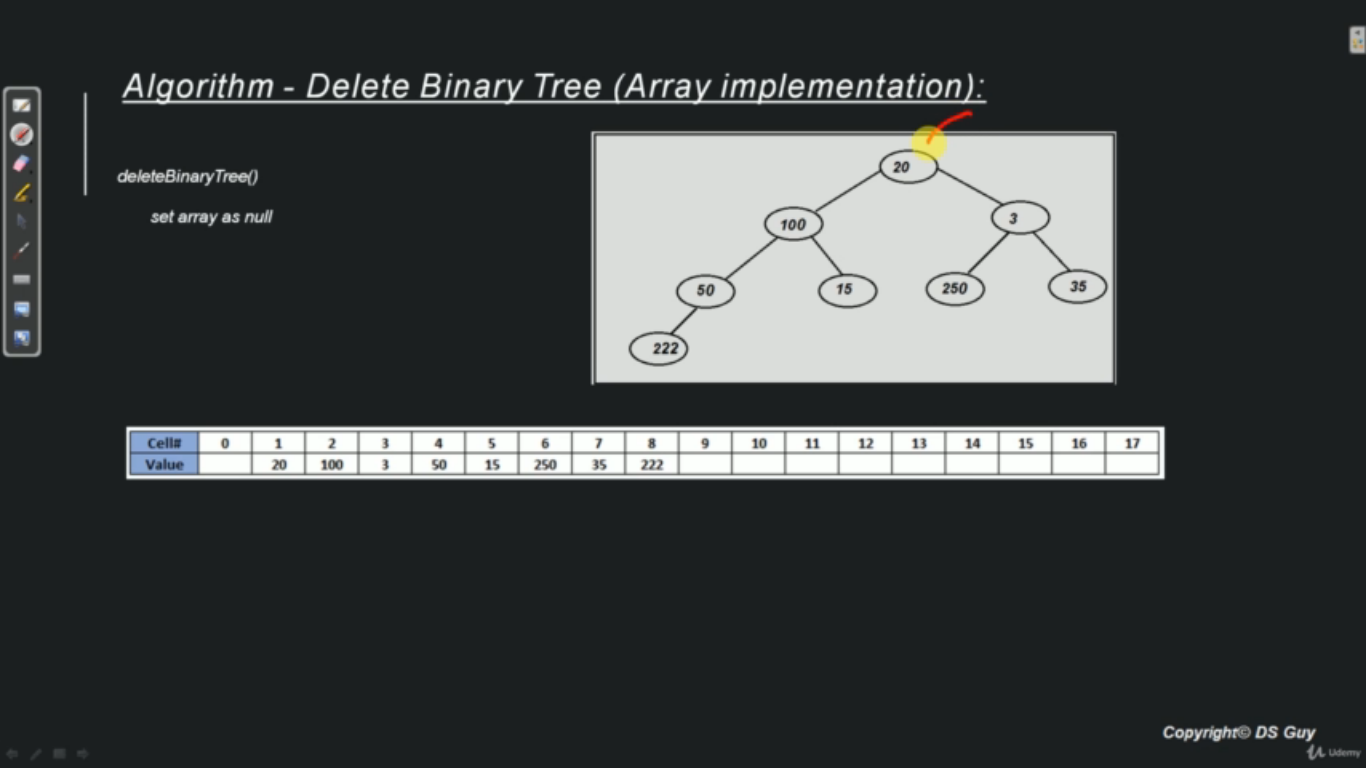 Algorithm - Delete Binary Tree (Array implementation):
deleteBinaryTree()
set array as null
20
100
3
50
15
250
35
222
Cell# 0 1 2 3 4 5 6 7 8 9 10 11 12 13 14 15 16 17
Value 20 100 3 50 15 250 35 222
Copyright© DS Guy
Udemy